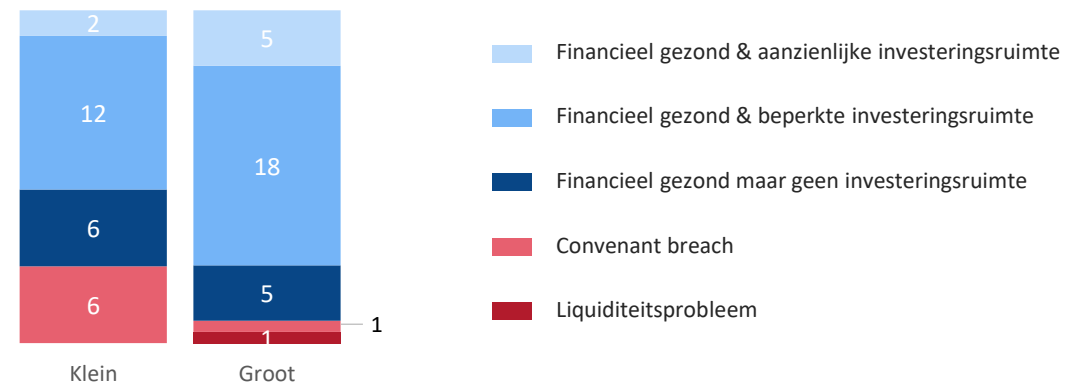 2
12
6
6
Klein
5
18
5
1
1
Groot
Financieel gezond & aanzienlijke investeringsruimte
Financieel gezond & beperkte investeringsruimte
Financieel gezond maar geen investeringsruimte
Convenant breach
Liquiditeitsprobleem